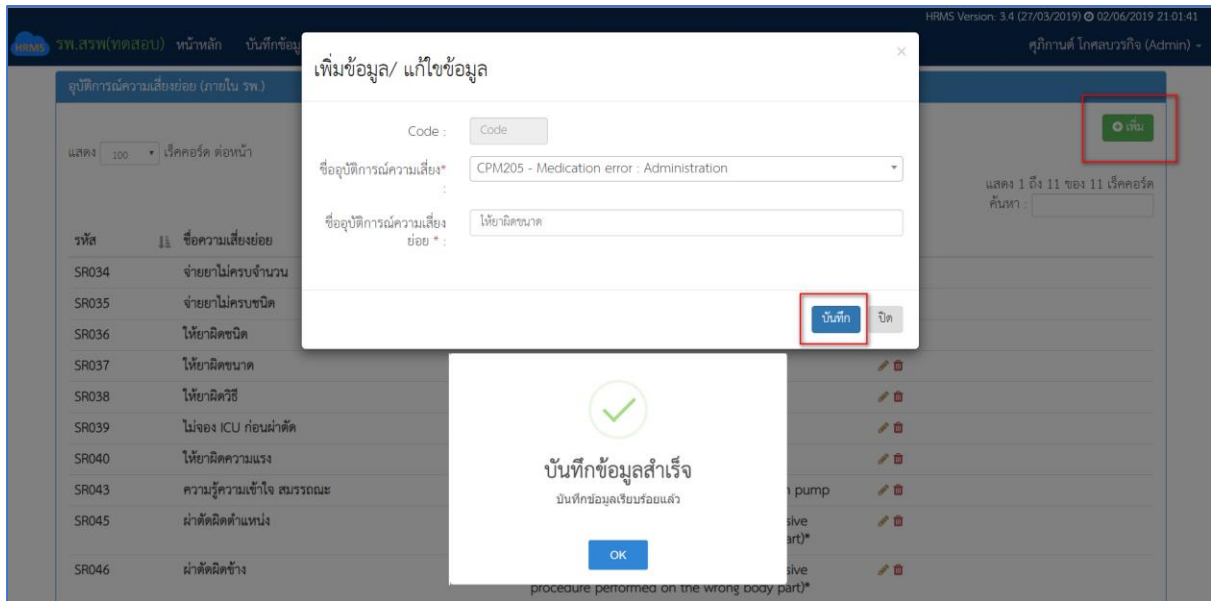 HRMS Version: 3.4 (27/03/2019) 02/06/2019 21:01:41
HRMS รพ.สรพ(ทดสอบ) หน้าหลัก บันทึกข้อมู
ศุภิกานต์ โกศลบวรกิจ (Admin)
อุบัติการณ์ความเสี่ยงย่อย (ภายใน รพ.)
เพิ่มข้อมูล/ แก้ไขข้อมูล
×
เพิ่ม
แสดง 100 เร็คคอร์ด ต่อหน้า
Code : Code
ชื่ออุบัติการณ์ความเสี่ยง* : CPM205 - Medication error : Administration
ชื่ออุบัติการณ์ความเสี่ยง
ย่อย * :
ให้ยาผิดขนาด
แสดง 1 ถึง 11 ของ 11 เร็คคอร์ด
ค้นหา :
บันทึก ปิด
รหัส ชื่อความเสี่ยงย่อย
SR034 จ่ายยาไม่ครบจำนวน
SR035 จ่ายยาไม่ครบชนิด
SR036 ให้ยาผิดชนิด
SR037 ให้ยาผิดขนาด
SR038 ให้ยาผิดวิธี
SR039 ไม่จอง ICU ก่อนผ่าตัด
SR040 ให้ยาผิดความแรง
SR043 ความรู้ความเข้าใจ สมรรถณะ pump
SR045 ผ่าตัดผิดตำแหน่ง sive
art)*
SR046 ผ่าตัดผิดข้าง sive
procedure performed on the wrong body part)*
บันทึกข้อมูลสำเร็จ
บันทึกข้อมูลเรียบร้อยแล้ว
OK